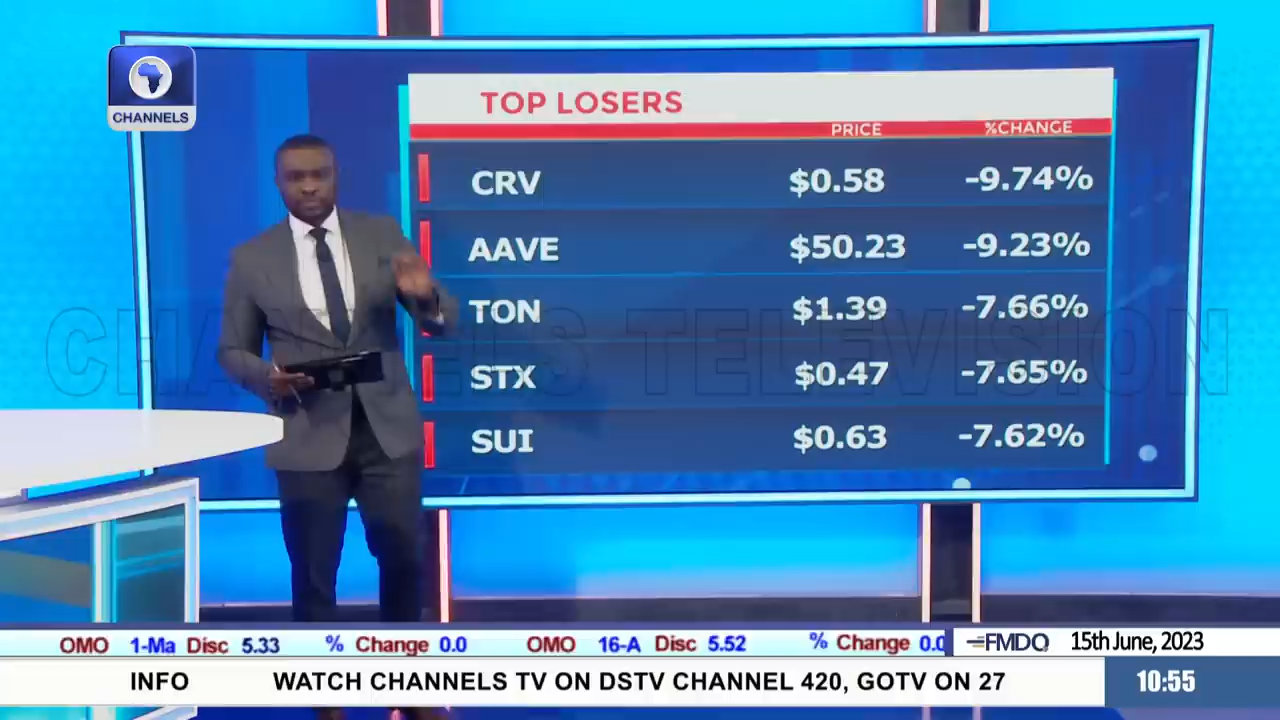 CHANNELS
TOP LOSERS
PRICE %CHANGE
CRV $0.58 -9.74%
AAVE $50.23 -9.23%
TON $1.39 -7.66%
STX $0.47 -7.65%
SUI $0.63 -7.62%
CHANNELS TELEVISION
OMO 1-Ma Disc 5.33 % Change 0.0 OMO 16-A Disc 5.52 % Change 0.0 FMDQ 15th June, 2023
INFO WATCH CHANNELS TV ON DSTV CHANNEL 420, GOTV ON 27 10:55